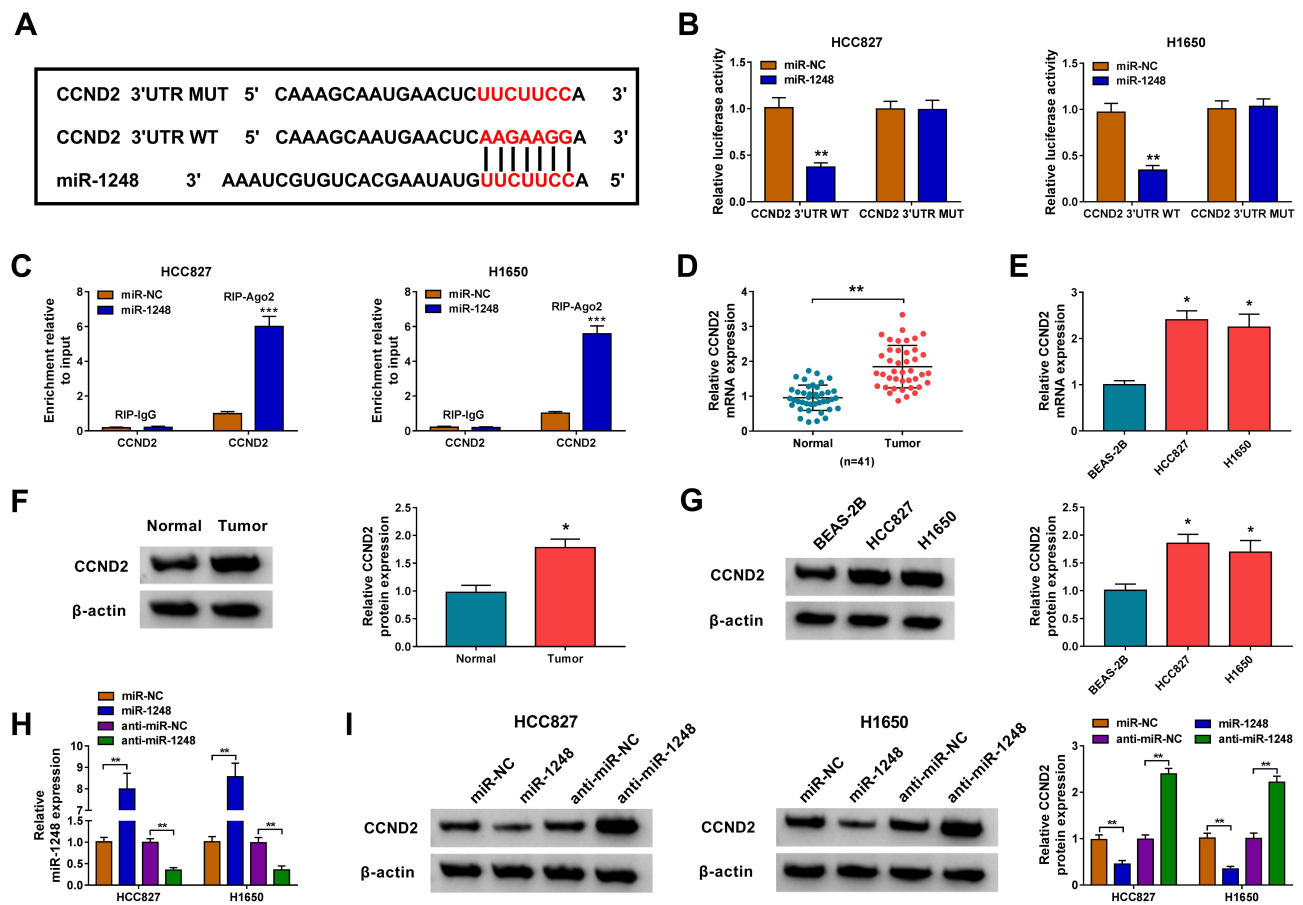 A
CCND2 3'UTR MUT 5' CAAAGCAAUGAACUCUUCUUCCA 3'
CCND2 3'UTR WT 5' CAAAGCAAUGAACUCAAGAAGGA 3'
miR-1248 3' AAAUCGUGUCACGAAUAUGUUCUUCCA 5'
B
HCC827
Relative luciferase activity
1.5
1.0
0.5
0.0
miR-NC
miR-1248
**
CCND2 3'UTR WT
CCND2 3'UTR MUT
H1650
Relative luciferase activity
1.5
1.0
0.5
0.0
miR-NC
miR-1248
**
CCND2 3'UTR WT
CCND2 3'UTR MUT
C
HCC827
Enrichment relative
to input
8
6
4
2
0
miR-NC
miR-1248
RIP-Ago2
***
RIP-IgG
CCND2
CCND2
H1650
Enrichment relative
to input
8
6
4
2
0
miR-NC
miR-1248
RIP-Ago2
***
RIP-IgG
CCND2
CCND2
D
Relative CCND2
mRNA expression
4
3
2
1
0
**
Normal
Tumor
(n=41)
E
Relative CCND2
mRNA expression
3
2
1
0
*
*
BEAS-2B
HCC827
H1650
F
Normal
Tumor
CCND2
β-actin
Relative CCND2
protein expression
2.5
2.0
1.5
1.0
0.5
0.0
*
Normal
Tumor
G
BEAS-2B
HCC827
H1650
CCND2
β-actin
Relative CCND2
protein expression
2.5
2.0
1.5
1.0
0.5
0.0
*
*
BEAS-2B
HCC827
H1650
H
miR-NC
miR-1248
anti-miR-NC
anti-miR-1248
Relative
miR-1248 expression
10
9
8
7
6
5
1.5
1.0
0.5
0.0
**
**
**
**
HCC827
H1650
I
HCC827
miR-NC
miR-1248
anti-miR-NC
anti-miR-1248
CCND2
β-actin
H1650
miR-NC
miR-1248
anti-miR-NC
anti-miR-1248
CCND2
β-actin
miR-NC
miR-1248
anti-miR-NC
anti-miR-1248
Relative CCND2
protein expression
3
2
1
0
**
**
**
**
HCC827
H1650